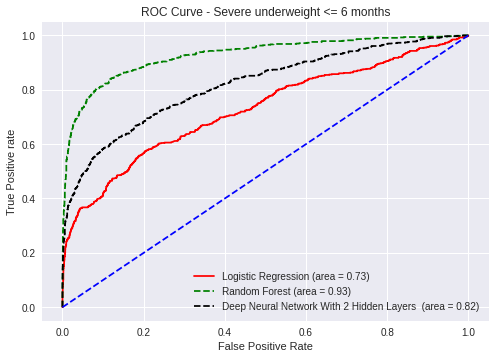 ROC Curve - Severe underweight <= 6 months
True Positive rate
1.0
0.8
0.6
0.4
0.2
0.0
Logistic Regression (area = 0.73)
Random Forest (area = 0.93)
Deep Neural Network With 2 Hidden Layers (area = 0.82)
0.0 0.2 0.4 0.6 0.8 1.0
False Positive Rate